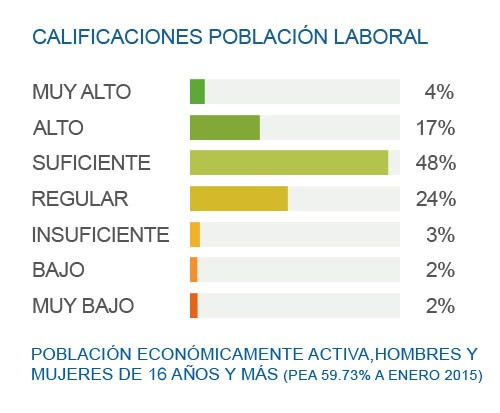 CALIFICACIONES POBLACIÓN LABORAL
MUY ALTO 4%
ALTO 17%
SUFICIENTE 48%
REGULAR 24%
INSUFICIENTE 3%
BAJO 2%
MUY BAJO 2%
POBLACIÓN ECONÓMICAMENTE ACTIVA,HOMBRES Y
MUJERES DE 16 AÑOS Y MÁS (PEA 59.73% A ENERO 2015)